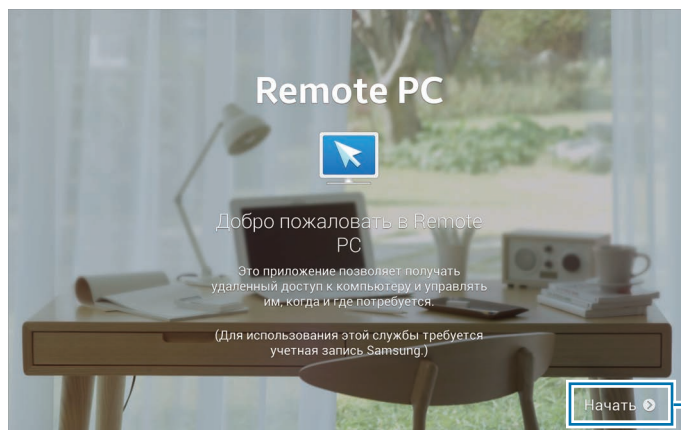 Remote PC
Добро пожаловать в Remote
PC
Это приложение позволяет получать
удаленный доступ к компьютеру и управлять
им, когда и где потребуется.
(Для использования этой службы требуется
учетная запись Samsung.)
Начать